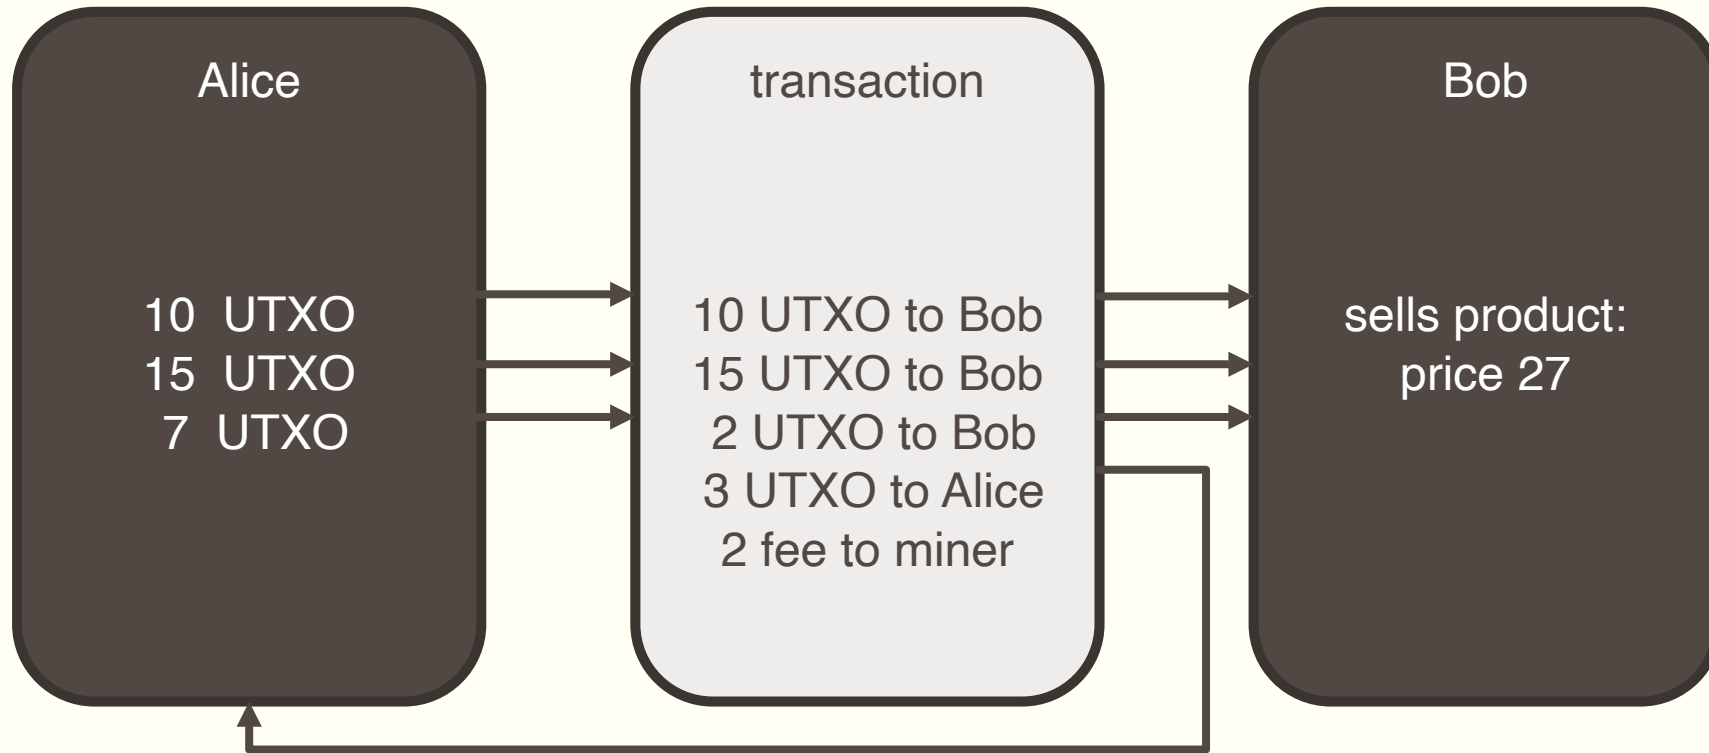 Alice
10 UTXO
15 UTXO
7 UTXO
transaction
10 UTXO to Bob
15 UTXO to Bob
2 UTXO to Bob
3 UTXO to Alice
2 fee to miner
Bob
sells product:
price 27